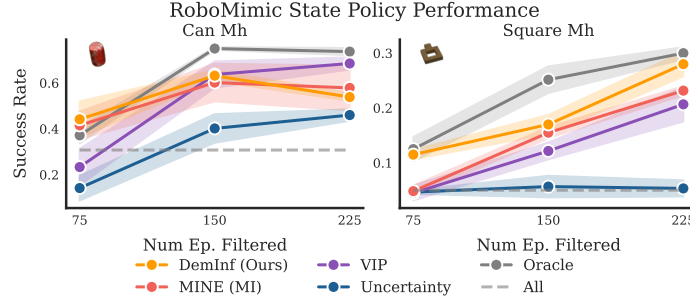 RoboMimic State Policy Performance
Can Mh
Square Mh
Success Rate
0.6
0.4
0.2
75
150
225
0.3
0.2
0.1
75
150
225
Num Ep. Filtered
Num Ep. Filtered
DemInf (Ours)
VIP
Oracle
MINE (MI)
Uncertainty
All